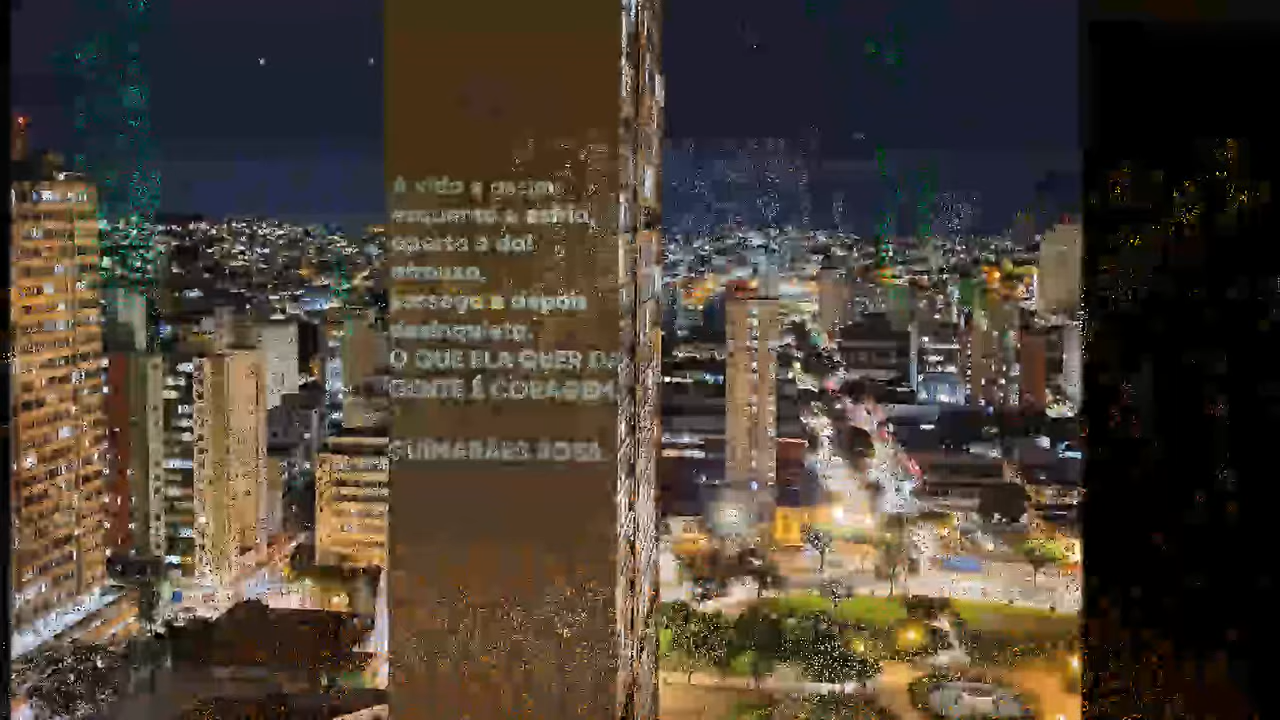 A vida é assim:
esquenta e esfria,
aperta e daí
afrouxa,
sossega e depois
desinquieta.
O QUE ELA QUER DA
GENTE É CORAGEM.
GUIMARÃES ROSA